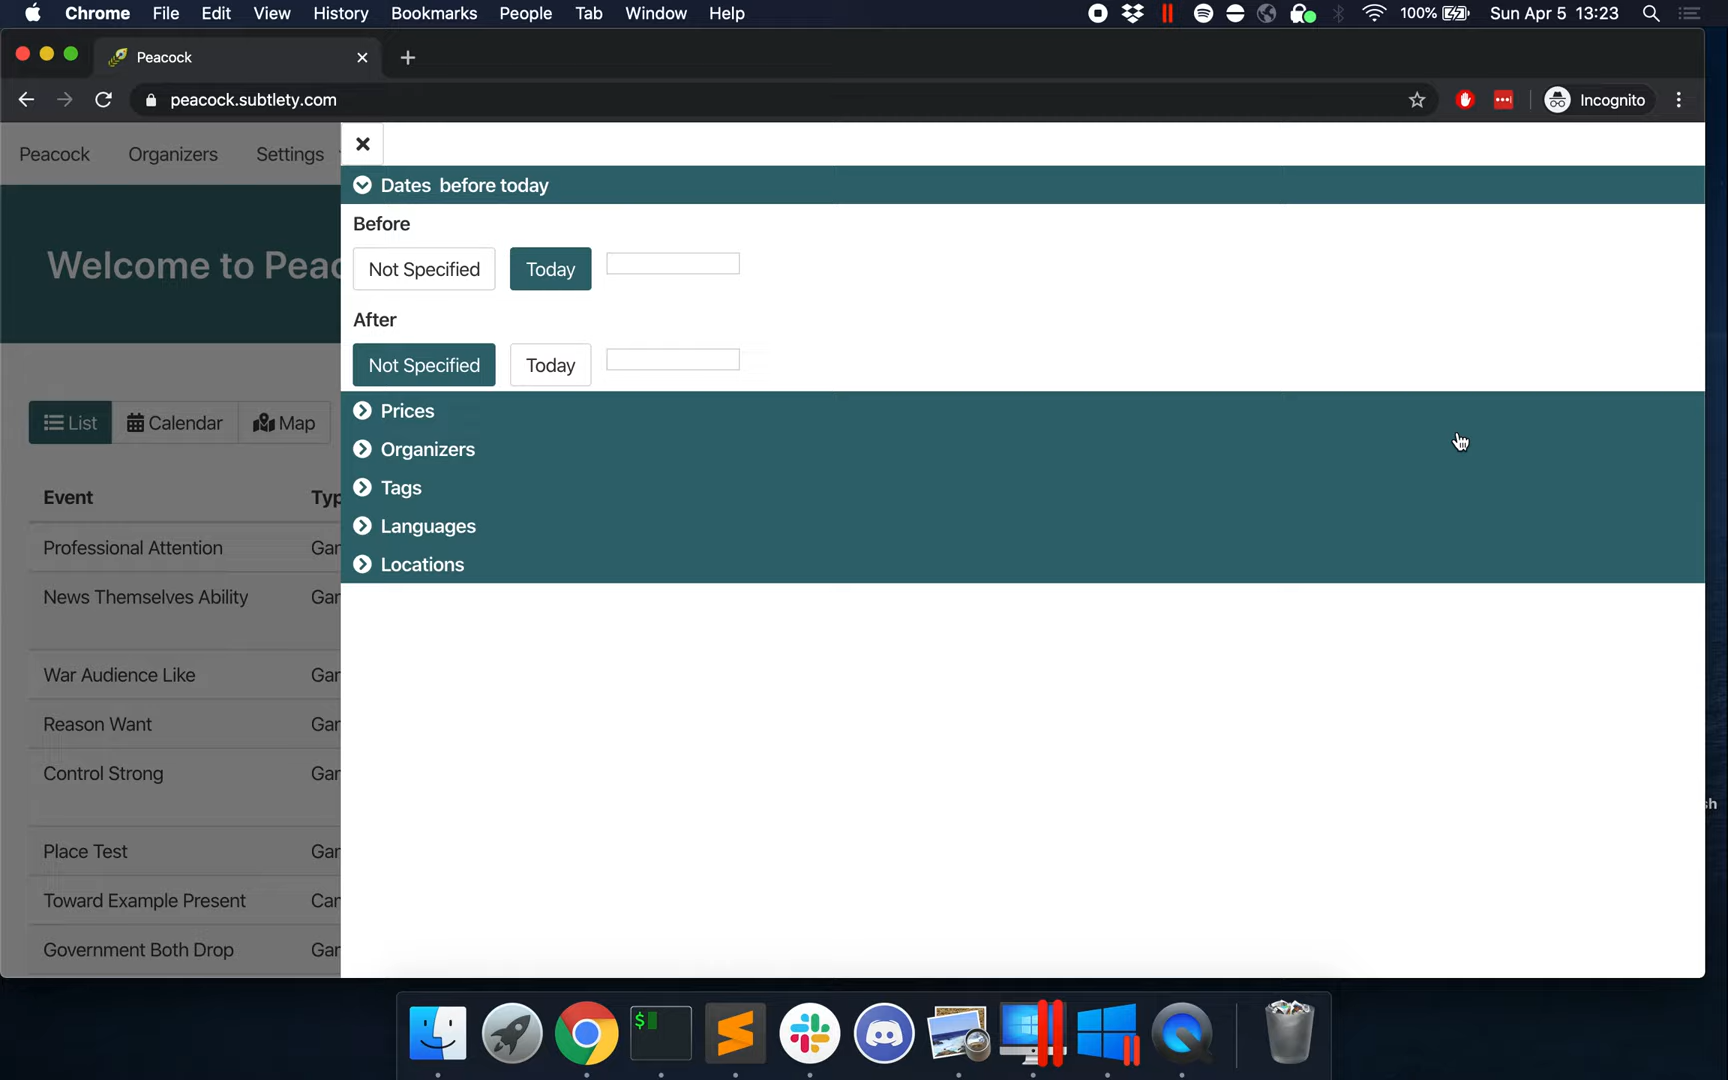 Chrome File Edit View History Bookmarks People Tab Window Help 100% Sun Apr 5 13:23
Peacock
peacock.subtlety.com Incognito
Peacock Organizers Settings
Dates before today
Before
Welcome to Peac
Not Specified Today
After
Not Specified Today
List Calendar Map
Prices
Organizers
Tags
Languages
Locations
Event Typ
Professional Attention Gar
News Themselves Ability Gar
War Audience Like Gar
Reason Want Gar
Control Strong Gar
sh
Place Test Gar
Toward Example Present Car
Government Both Drop Gar
$